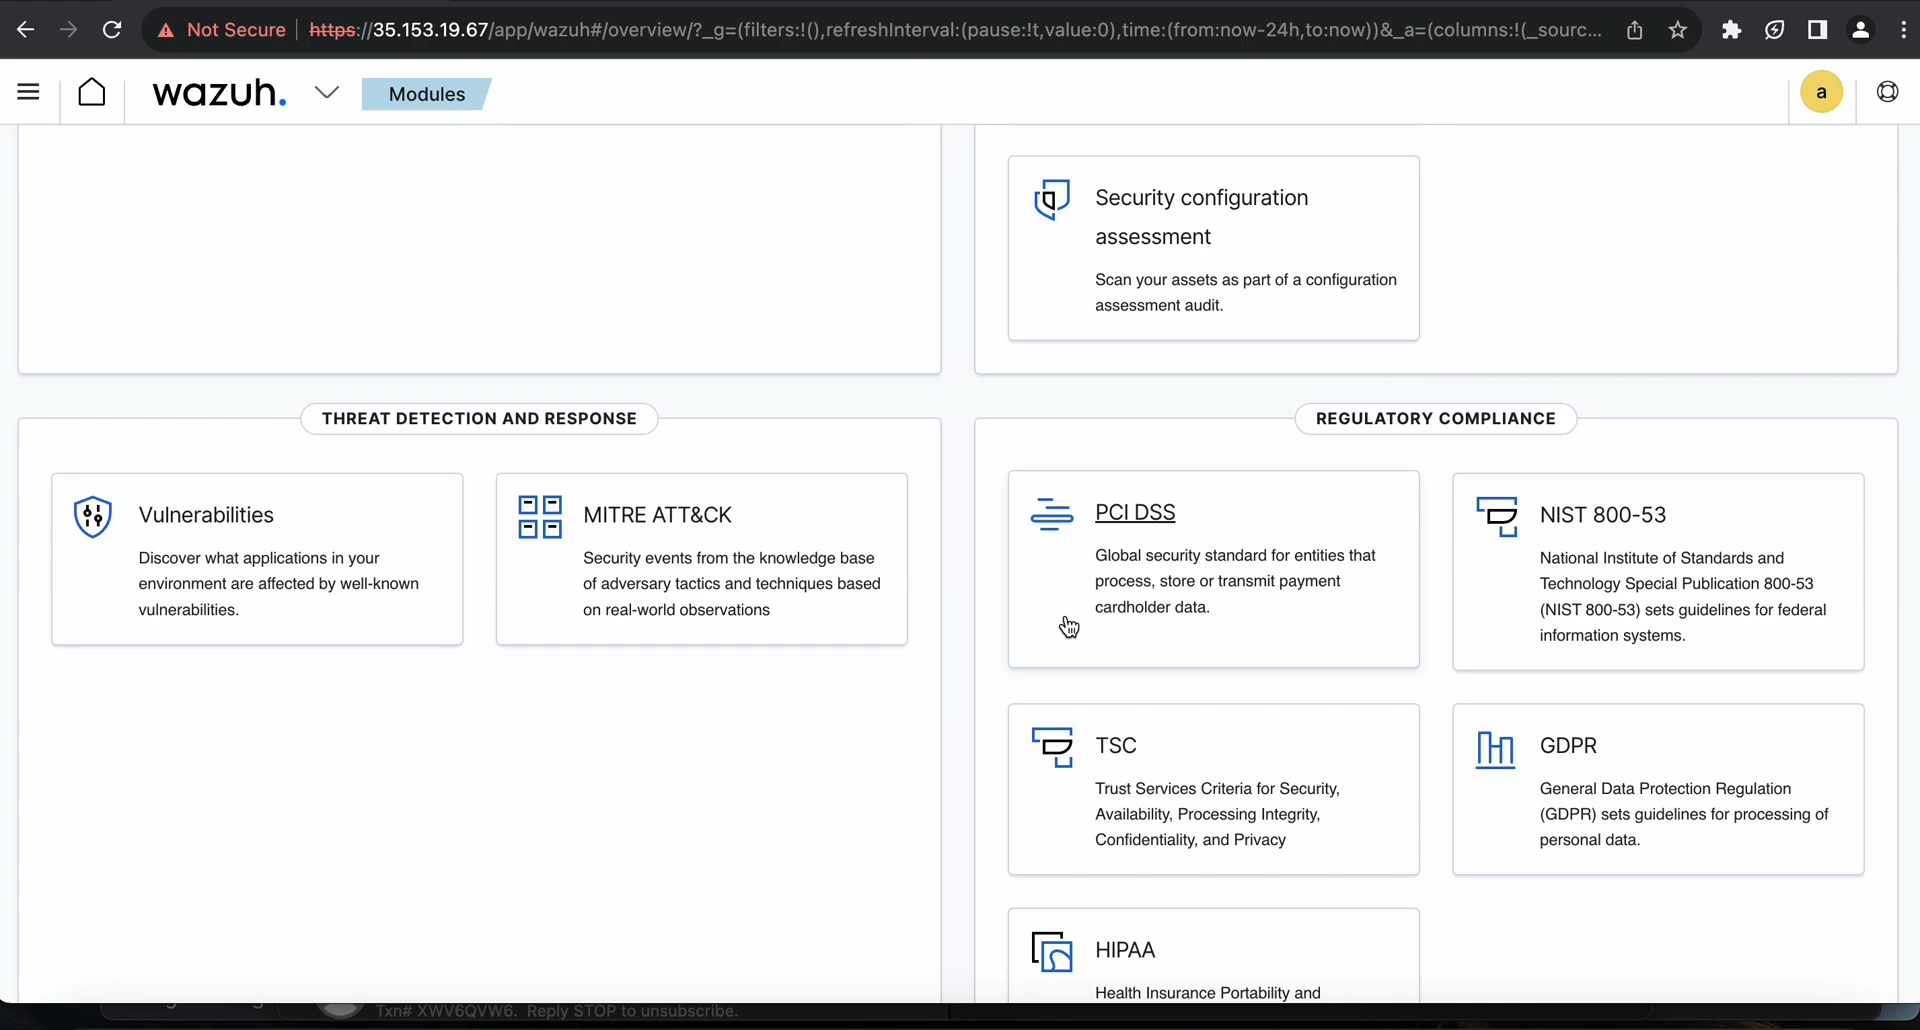 Not Secure https://35.153.19.67/app/wazuh#/overview/?_g=(filters:!(),refreshInterval:(pause:!t,value:0),time:(from:now-24h,to:now))&_a=(columns:!(_sourc...
wazuh. Modules a
Security configuration
assessment
Scan your assets as part of a configuration
assessment audit.
THREAT DETECTION AND RESPONSE
Vulnerabilities
Discover what applications in your
environment are affected by well-known
vulnerabilities.
MITRE ATT&CK
Security events from the knowledge base
of adversary tactics and techniques based
on real-world observations
REGULATORY COMPLIANCE
PCI DSS
Global security standard for entities that
process, store or transmit payment
cardholder data.
NIST 800-53
National Institute of Standards and
Technology Special Publication 800-53
(NIST 800-53) sets guidelines for federal
information systems.
TSC
Trust Services Criteria for Security,
Availability, Processing Integrity,
Confidentiality, and Privacy
GDPR
General Data Protection Regulation
(GDPR) sets guidelines for processing of
personal data.
HIPAA
Health Insurance Portability and
Txn# XWV6QVW6. Reply STOP to unsubscribe.